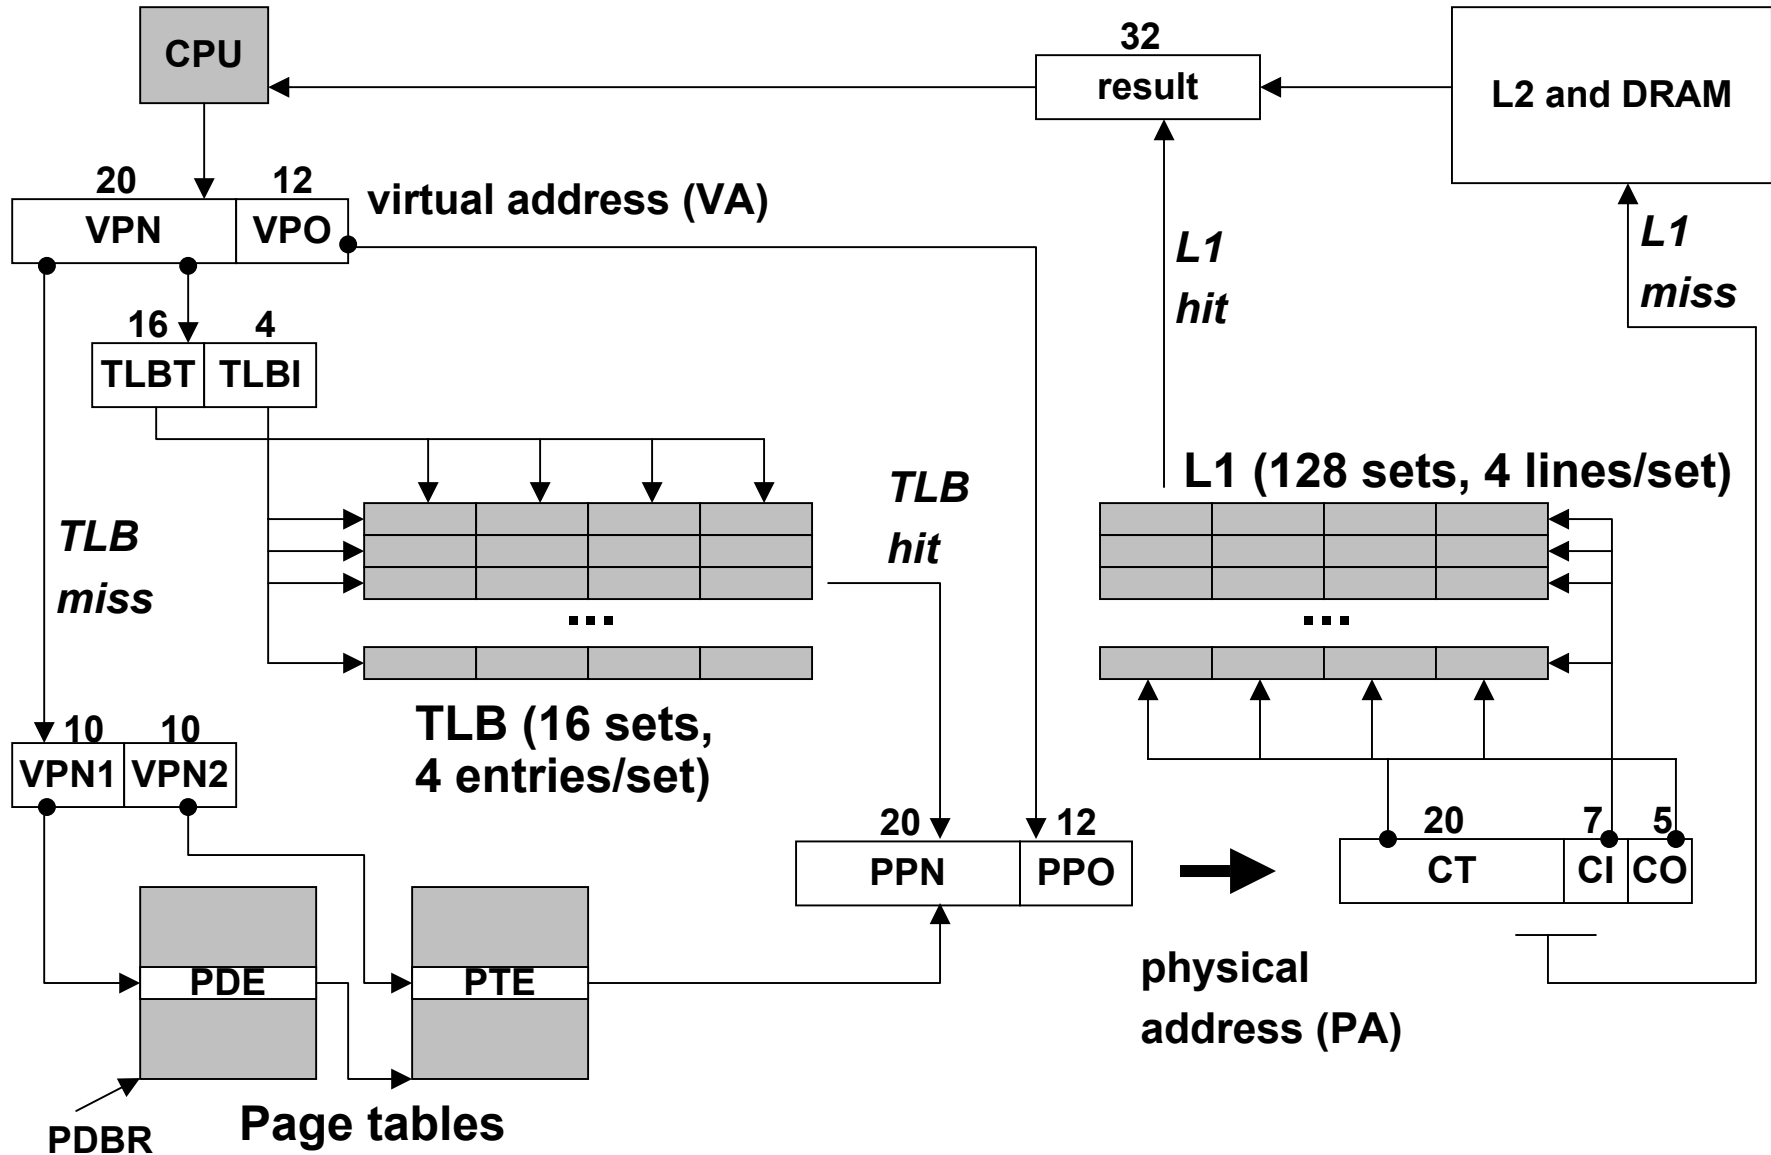 CPU
32
result
L2 and DRAM
20 12
VPN VPO
virtual address (VA)
L1
hit
L1
miss
16 4
TLBT TLBI
TLB
miss
TLB
hit
L1 (128 sets, 4 lines/set)
...
...
TLB (16 sets,
4 entries/set)
10 10
VPN1 VPN2
20 12
PPN PPO
20 7 5
CT CI CO
PDE
PTE
physical
address (PA)
Page tables
PDBR